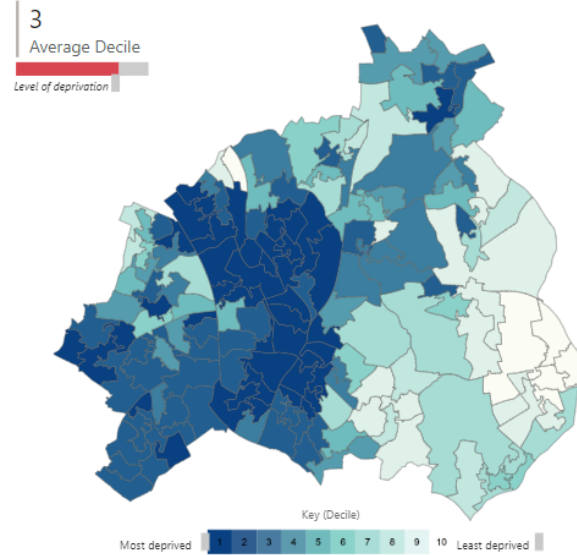 3
Average Decile
Level of deprivation
Key (Decile)
Most deprived 1 2 3 4 5 6 7 8 9 10 Least deprived